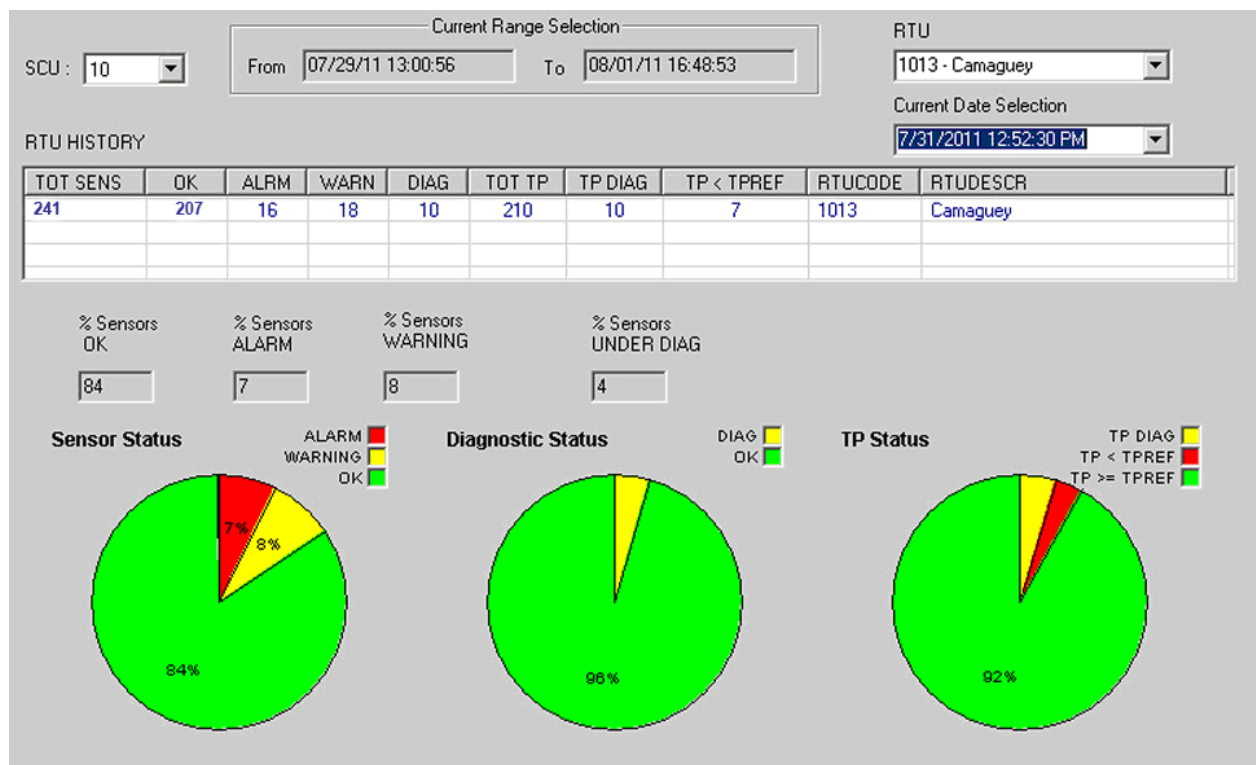 Current Range Selection
SCU : 10
From 07/29/11 13:00:56 To 08/01/11 16:48:53
RTU
1013 - Camaguey
Current Date Selection
7/31/2011 12:52:30 PM
RTU HISTORY
TOT SENS OK ALRM WARN DIAG TOT TP TP DIAG TP < TPREF RTUCODE RTUDESCR
241 207 16 18 10 210 10 7 1013 Camaguey
% Sensors
OK
84
% Sensors
ALARM
7
% Sensors
WARNING
8
% Sensors
UNDER DIAG
4
Sensor Status
ALARM
WARNING
OK
7%
8%
84%
Diagnostic Status
DIAG
OK
96%
TP Status
TP DIAG
TP < TPREF
TP >= TPREF
92%